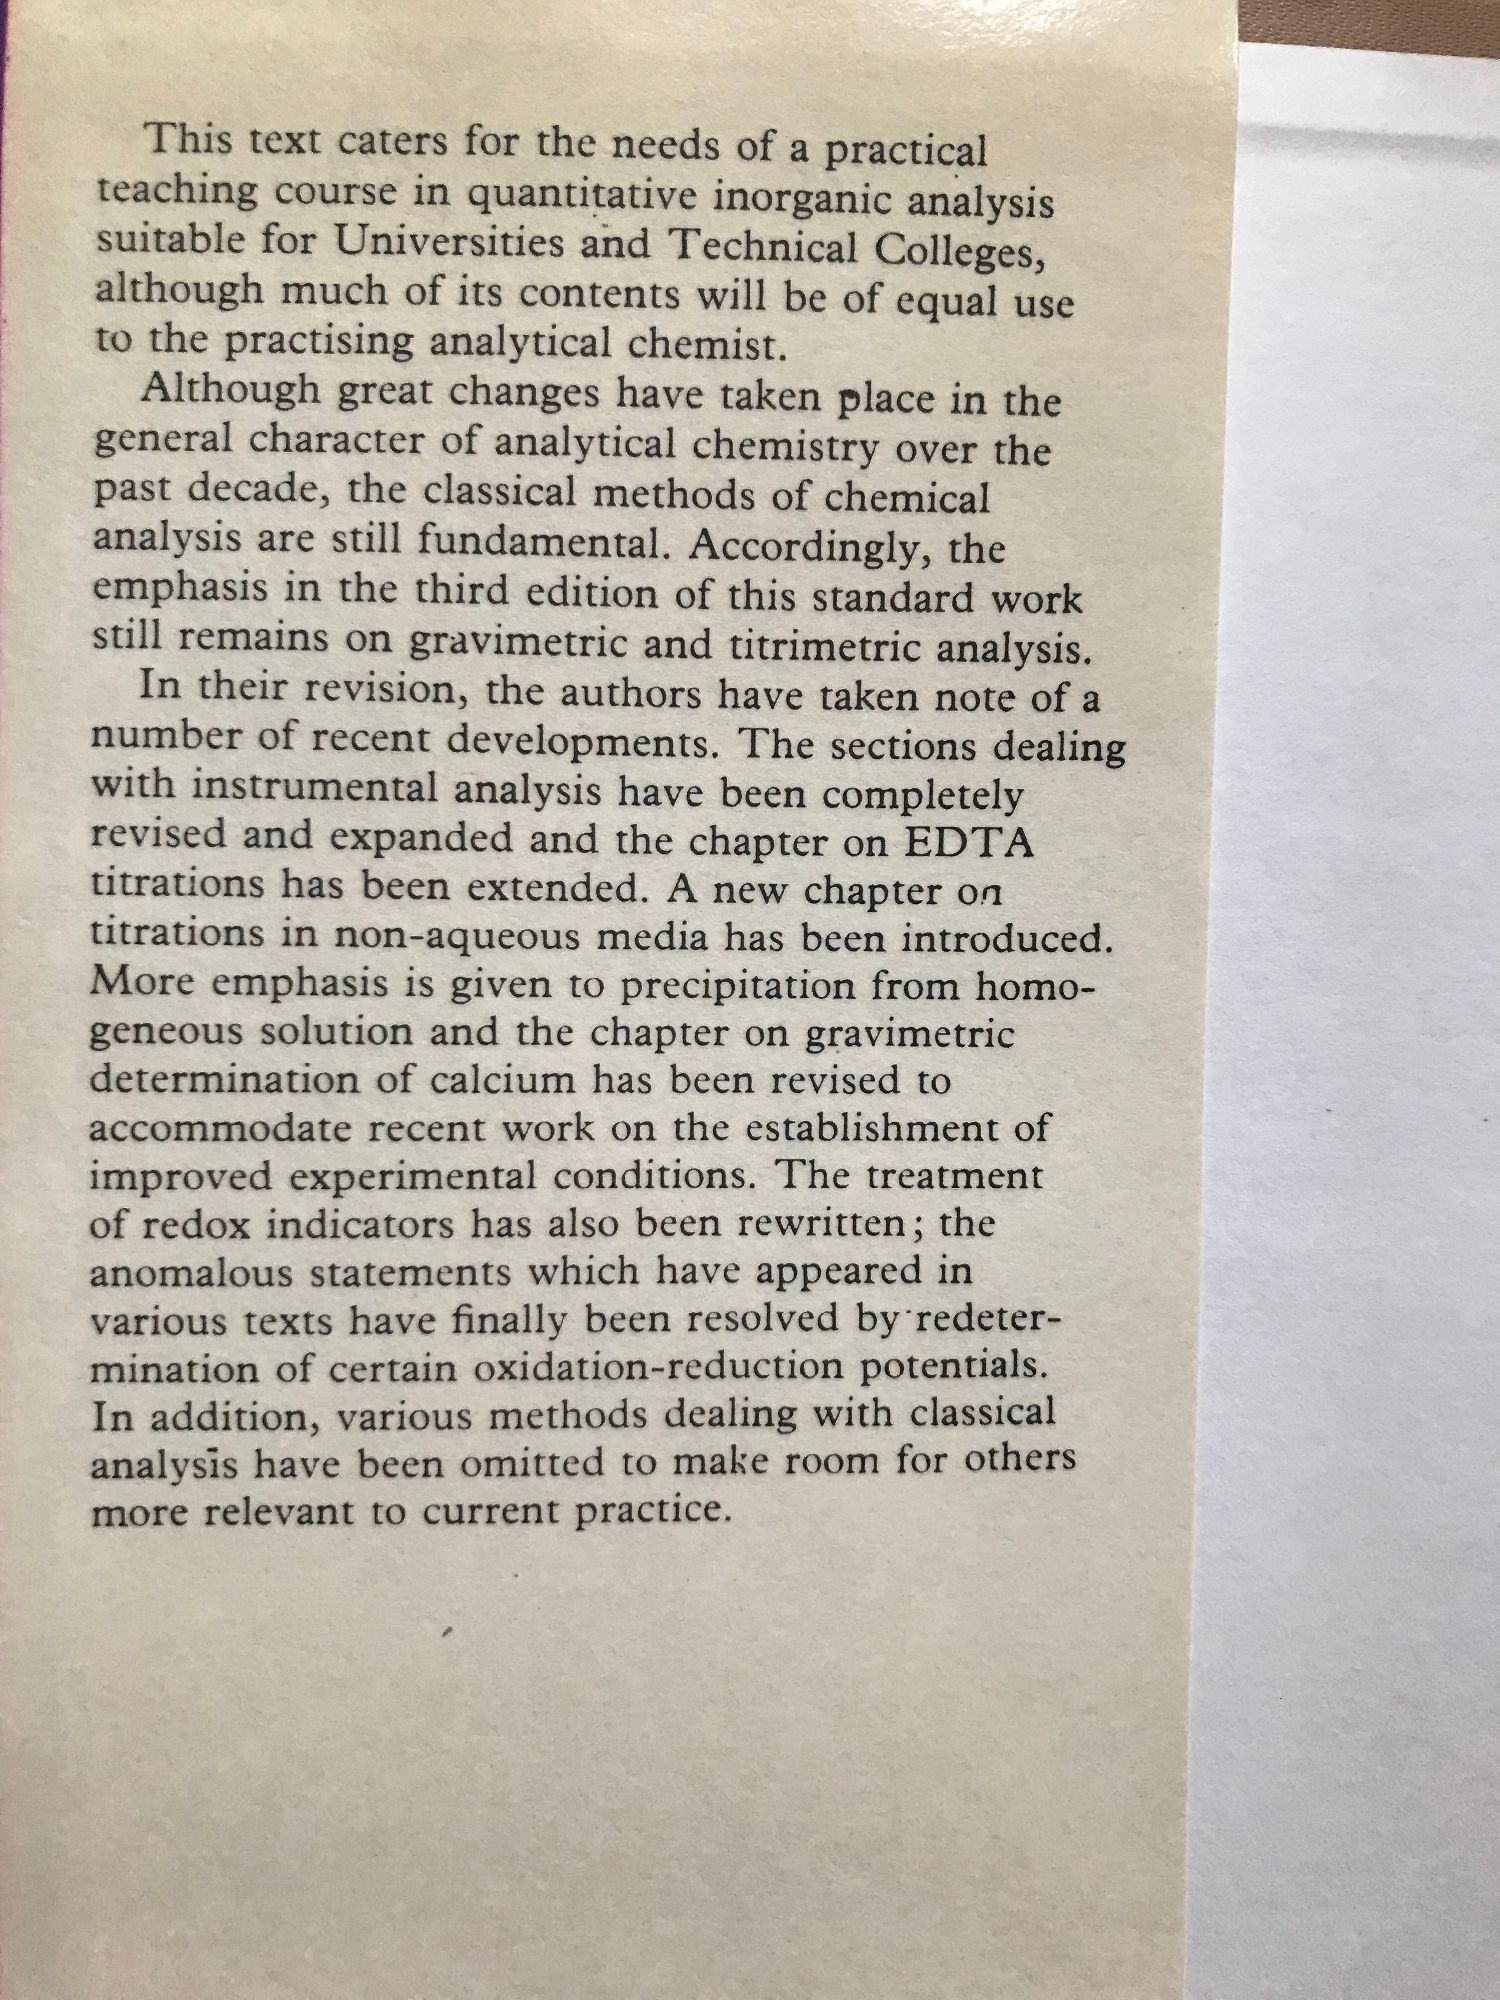 This text caters for the needs of a practical
teaching course in quantitative inorganic analysis
suitable for Universities and Technical Colleges,
although much of its contents will be of equal use
to the practising analytical chemist.
Although great changes have taken place in the
general character of analytical chemistry over the
past decade, the classical methods of chemical
analysis are still fundamental. Accordingly, the
emphasis in the third edition of this standard work
still remains on gravimetric and titrimetric analysis.
In their revision, the authors have taken note of a
number of recent developments. The sections dealing
with instrumental analysis have been completely
revised and expanded and the chapter on EDTA
titrations has been extended. A new chapter on
titrations in non-aqueous media has been introduced.
More emphasis is given to precipitation from homo-
geneous solution and the chapter on gravimetric
determination of calcium has been revised to
accommodate recent work on the establishment of
improved experimental conditions. The treatment
of redox indicators has also been rewritten; the
anomalous statements which have appeared in
various texts have finally been resolved by redeter-
mination of certain oxidation-reduction potentials.
In addition, various methods dealing with classical
analysis have been omitted to make room for others
more relevant to current practice.